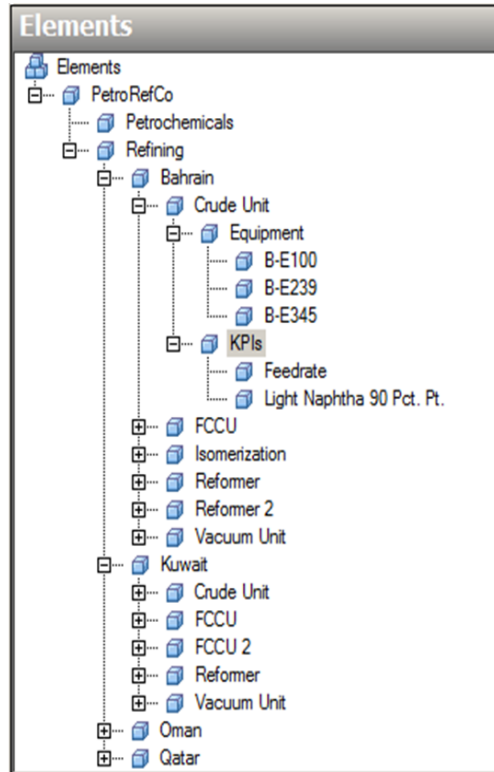 Elements
Elements
PetroRefCo
Petrochemicals
Refining
Bahrain
Crude Unit
Equipment
B-E100
B-E239
B-E345
KPIs
Feedrate
Light Naphtha 90 Pct. Pt.
FCCU
Isomerization
Reformer
Reformer 2
Vacuum Unit
Kuwait
Crude Unit
FCCU
FCCU 2
Reformer
Vacuum Unit
Oman
Qatar